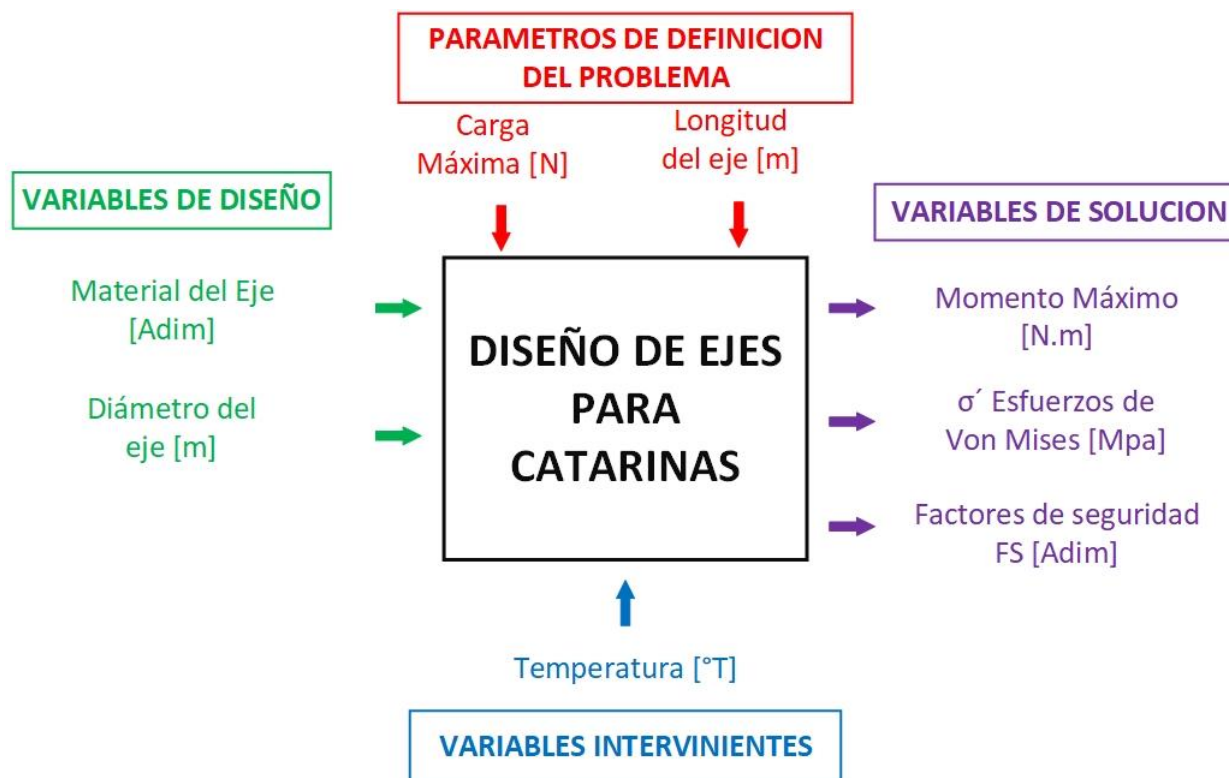 PARAMETROS DE DEFINICION
DEL PROBLEMA
Carga
Máxima [N]
Longitud
del eje [m]
VARIABLES DE DISEÑO
Material del Eje
[Adim]
Diámetro del
eje [m]
DISEÑO DE EJES
PARA
CATARINAS
VARIABLES DE SOLUCION
Momento Máximo
[N.m]
σ´ Esfuerzos de
Von Mises [Mpa]
Factores de seguridad
FS [Adim]
Temperatura [°T]
VARIABLES INTERVINIENTES